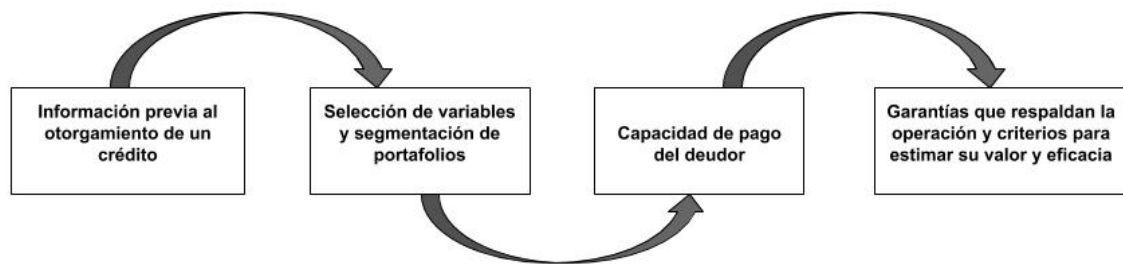 Información previa al
otorgamiento de un
crédito
Selección de variables
y segmentación de
portafolios
Capacidad de pago
del deudor
Garantías que respaldan la
operación y criterios para
estimar su valor y eficacia